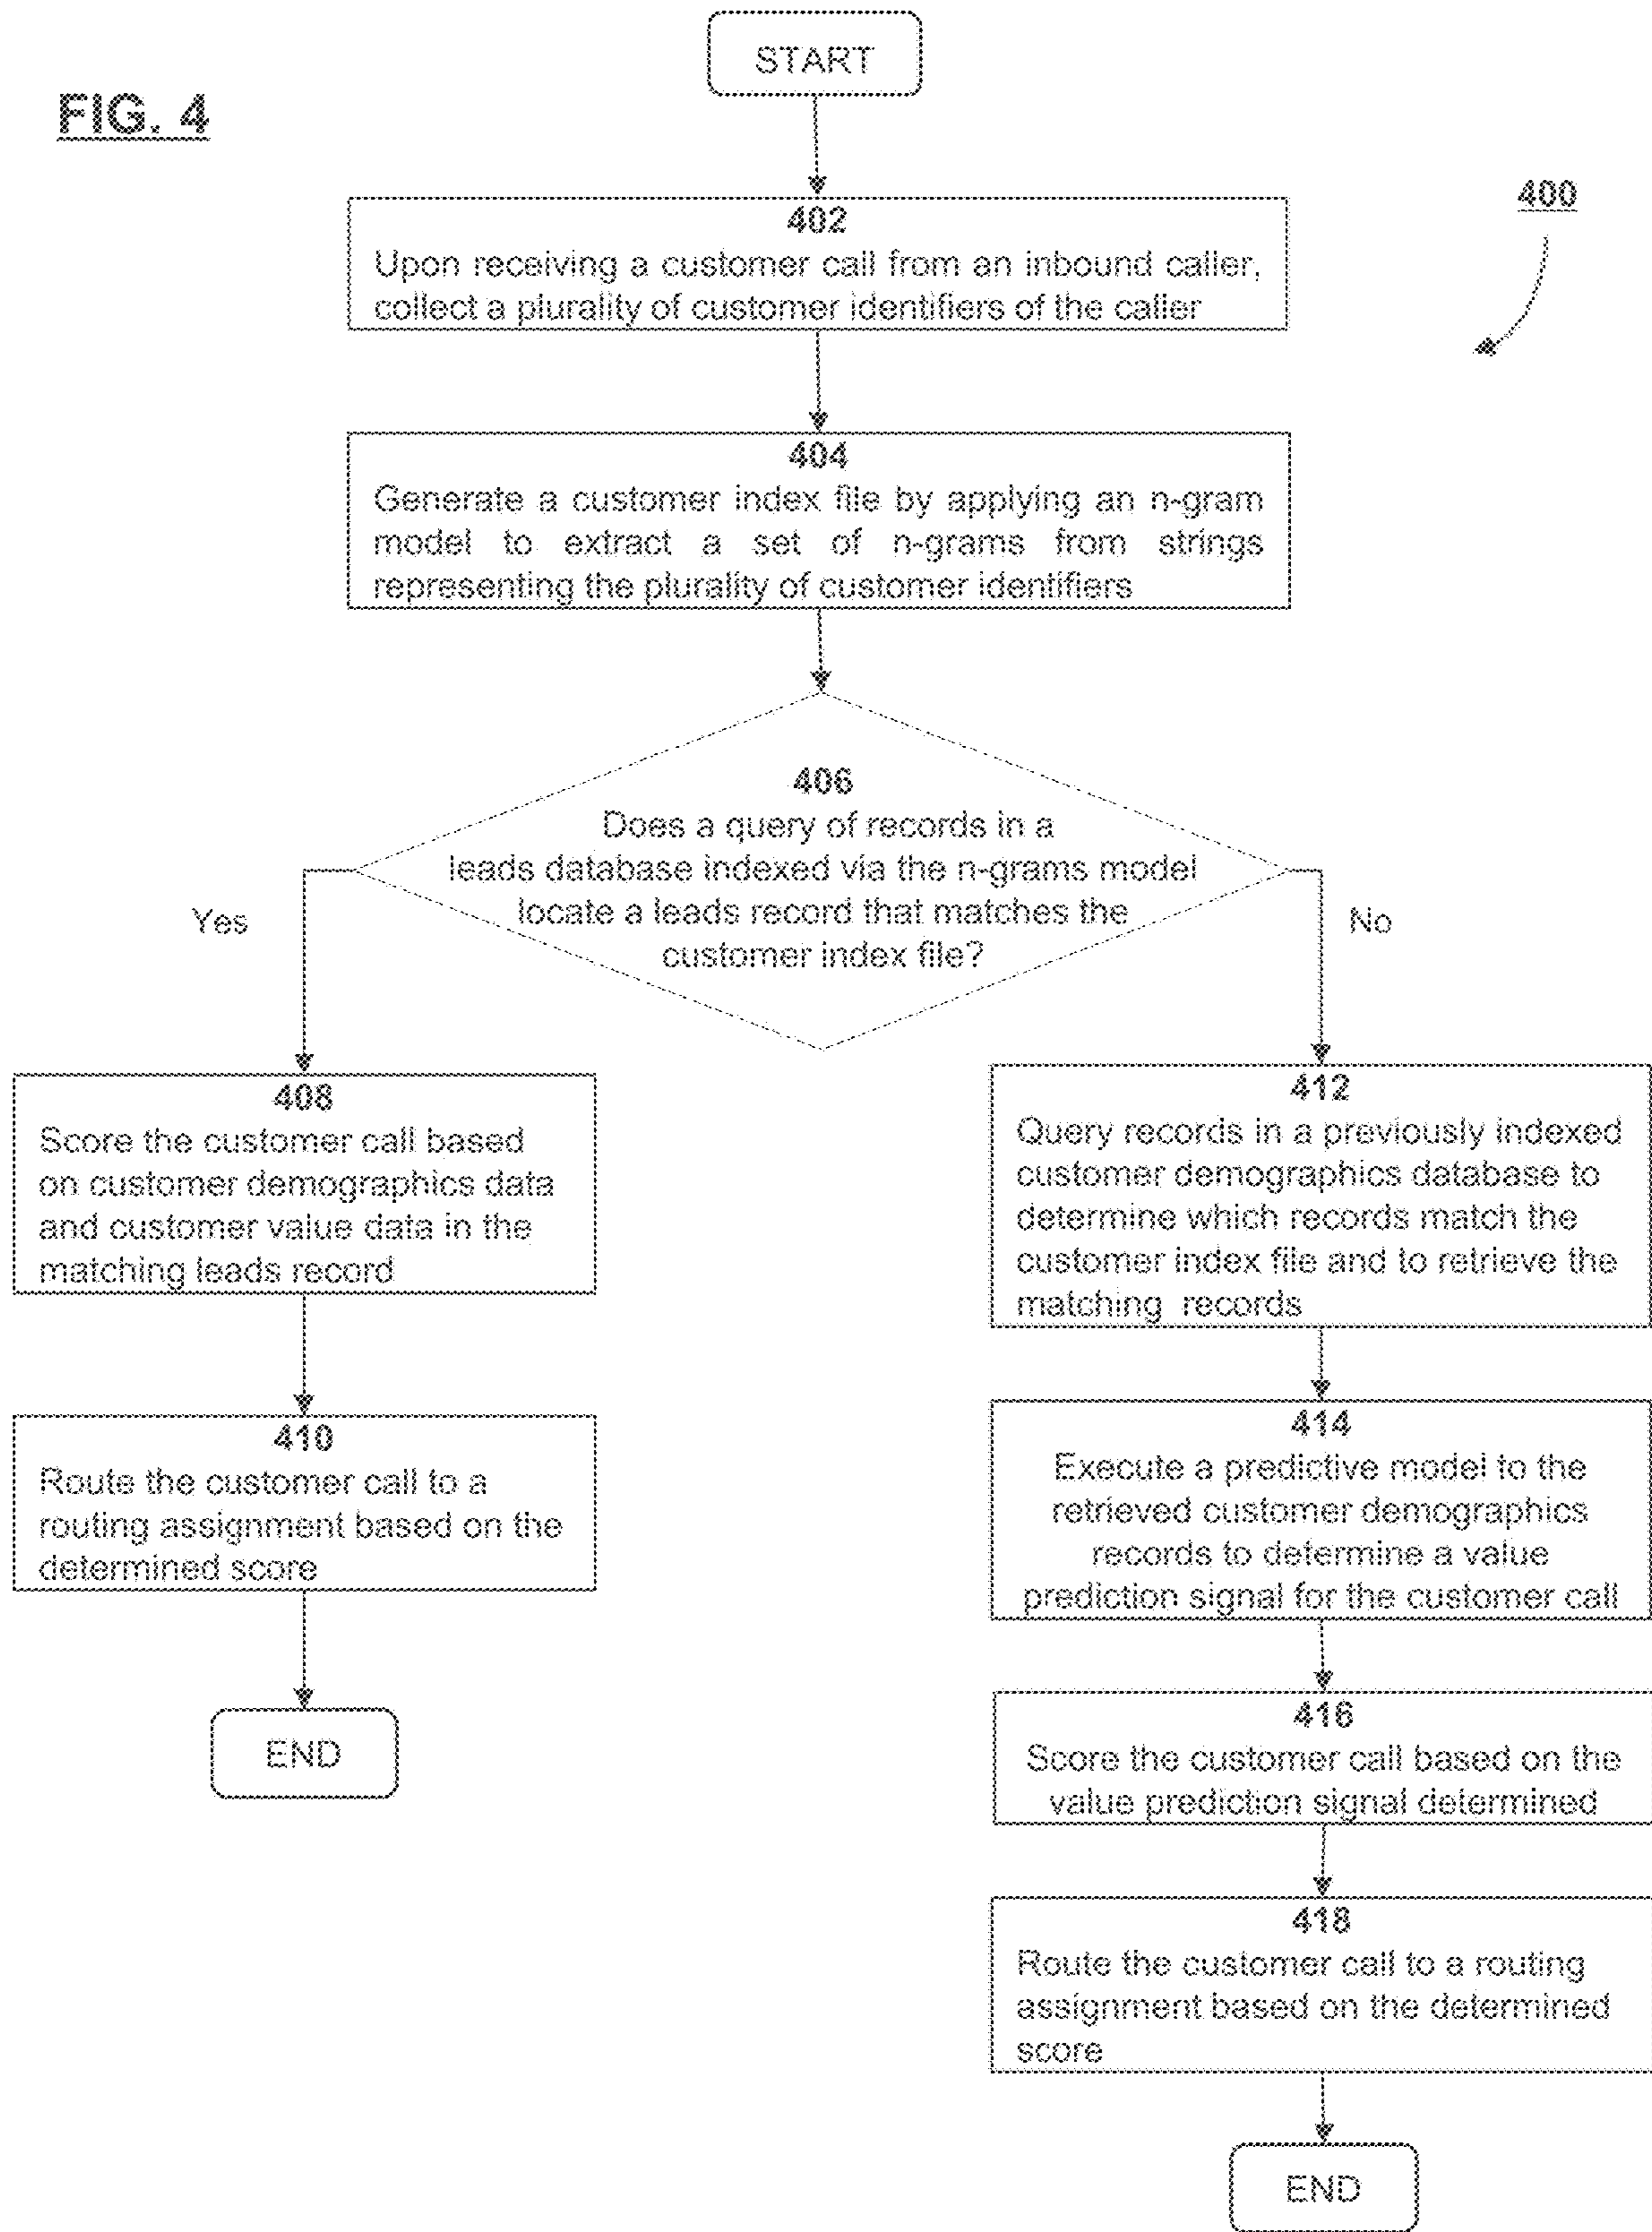 START
FIG. 4
400
402
Upon receiving a customer call from an inbound caller,
collect a plurality of customer identifiers of the caller
404
Generate a customer index file by applying an n-gram
model to extract a set of n-grams from strings
representing the plurality of customer identifiers
406
Does a query of records in a
leads database indexed via the n-grams model
locate a leads record that matches the
customer index file?
Yes
No
408
Score the customer call based
on customer demographics data
and customer value data in the
matching leads record
410
Route the customer call to a
routing assignment based on the
determined score
END
412
Query records in a previously indexed
customer demographics database to
determine which records match the
customer index file and to retrieve the
matching records
414
Execute a predictive model to the
retrieved customer demographics
records to determine a value
prediction signal for the customer call
416
Score the customer call based on the
value prediction signal determined
418
Route the customer call to a routing
assignment based on the determined
score
END